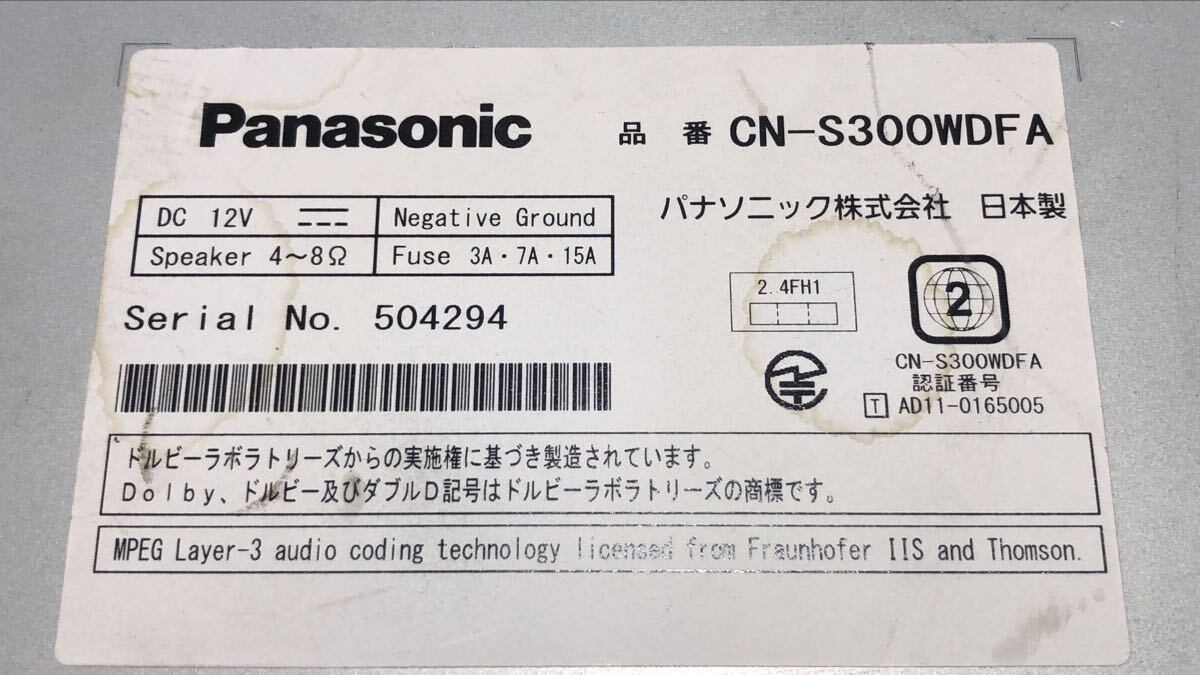 Panasonic 品 番 CN-S300WDFA
DC 12V Negative Ground
Speaker 4～8Ω Fuse 3A・7A・15A
パナソニック株式会社 日本製
Serial No. 504294
2.4FH1
2
CN-S300WDFA
認証番号
T AD11-0165005
ドルビーラボラトリーズからの実施権に基づき製造されています。
Dolby、ドルビー及びダブルD記号はドルビーラボラトリーズの商標です。
MPEG Layer-3 audio coding technology licensed from Fraunhofer IIS and Thomson.